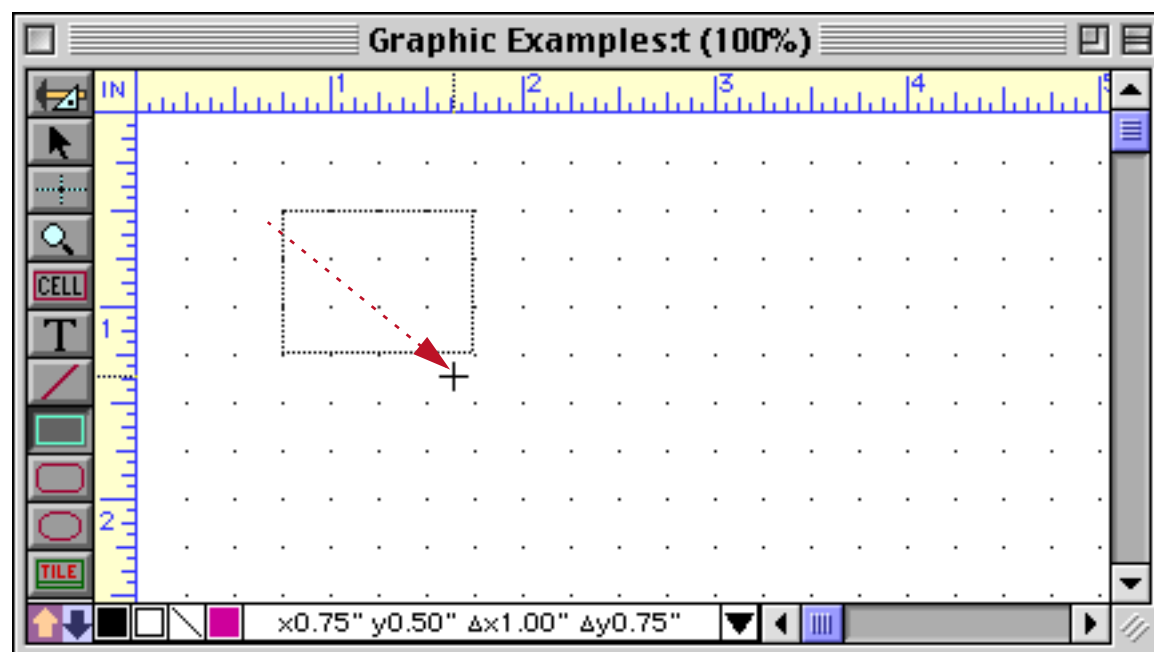 Graphic Examples:t (100%)
IN 1 2 3 4 5
CELL
T
1
2
TILE
x0.75" y0.50" Δx1.00" Δy0.75"